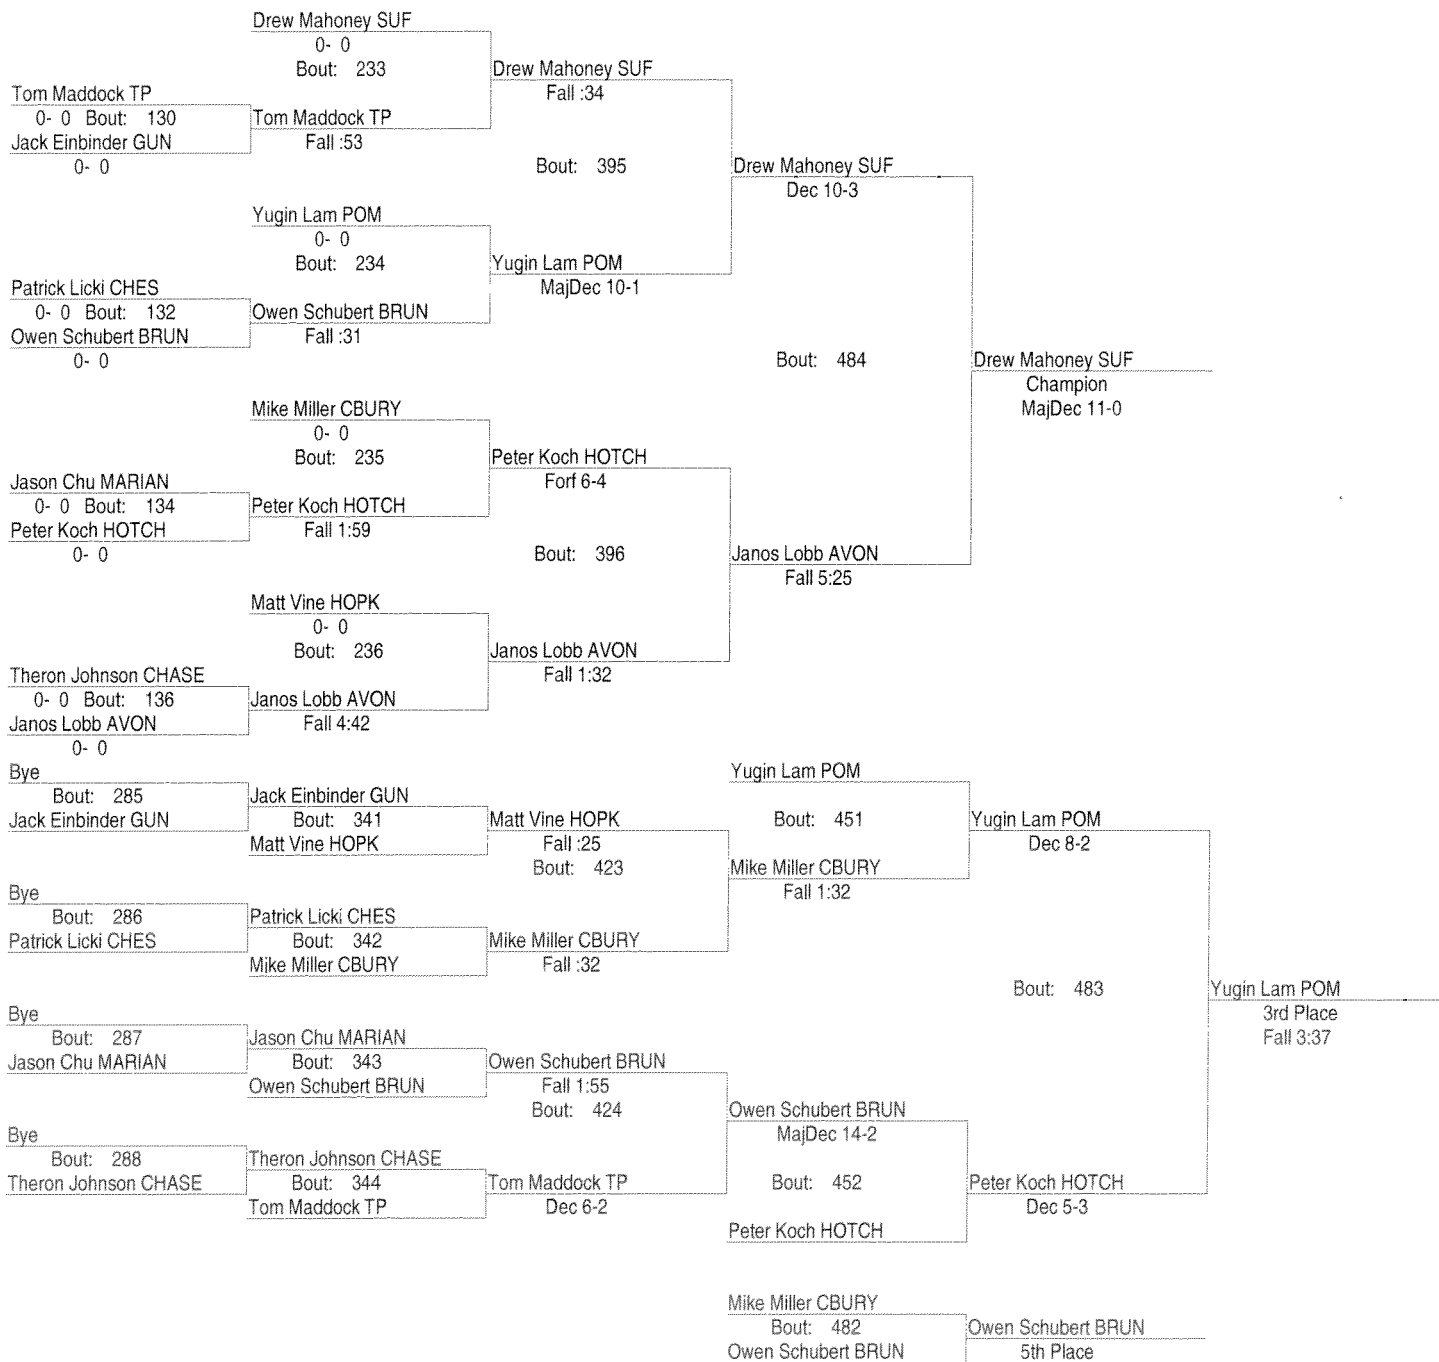 Drew Mahoney SUF
0- 0
Bout: 233
Drew Mahoney SUF
Fall :34
Tom Maddock TP
0- 0 Bout: 130
Tom Maddock TP
Jack Einbinder GUN
Fall :53
0- 0
Bout: 395
Drew Mahoney SUF
Dec 10-3
Yugin Lam POM
0- 0
Bout: 234
Yugin Lam POM
MajDec 10-1
Patrick Licki CHES
0- 0 Bout: 132
Owen Schubert BRUN
Owen Schubert BRUN
Fall :31
0- 0
Bout: 484
Drew Mahoney SUF
Champion
MajDec 11-0
Mike Miller CBURY
0- 0
Bout: 235
Peter Koch HOTCH
Forf 6-4
Jason Chu MARIAN
0- 0 Bout: 134
Peter Koch HOTCH
Peter Koch HOTCH
Fall 1:59
0- 0
Bout: 396
Janos Lobb AVON
Fall 5:25
Matt Vine HOPK
0- 0
Bout: 236
Janos Lobb AVON
Fall 1:32
Theron Johnson CHASE
0- 0 Bout: 136
Janos Lobb AVON
Janos Lobb AVON
Fall 4:42
0- 0
Bye
Bout: 285
Jack Einbinder GUN
Jack Einbinder GUN
Bout: 341
Matt Vine HOPK
Matt Vine HOPK
Fall :25
Bout: 423
Yugin Lam POM
Bout: 451
Yugin Lam POM
Dec 8-2
Mike Miller CBURY
Fall 1:32
Bye
Bout: 286
Patrick Licki CHES
Patrick Licki CHES
Bout: 342
Mike Miller CBURY
Mike Miller CBURY
Fall :32
Bout: 483
Yugin Lam POM
3rd Place
Fall 3:37
Bye
Bout: 287
Jason Chu MARIAN
Jason Chu MARIAN
Bout: 343
Owen Schubert BRUN
Owen Schubert BRUN
Fall 1:55
Bout: 424
Owen Schubert BRUN
MajDec 14-2
Bye
Bout: 288
Theron Johnson CHASE
Theron Johnson CHASE
Bout: 344
Tom Maddock TP
Tom Maddock TP
Dec 6-2
Bout: 452
Peter Koch HOTCH
Dec 5-3
Peter Koch HOTCH
Mike Miller CBURY
Bout: 482
Owen Schubert BRUN
Owen Schubert BRUN
5th Place